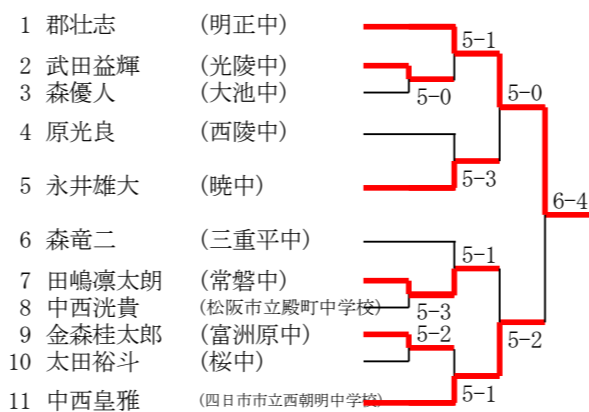 1 郡壮志 (明正中)
5-1
2 武田益輝 (光陵中)
5-0
5-0
3 森優人 (大池中)
4 原光良 (西陵中)
5-3
5 永井雄大 (暁中)
6-4
6 森竜二 (三重平中)
5-1
7 田嶋凛太朗 (常磐中)
8 中西洸貴 (松阪市立殿町中学校)
5-3
9 金森桂太郎 (富洲原中)
5-2
5-2
10 太田裕斗 (桜中)
5-1
11 中西皇雅 (四日市市立西朝明中学校)